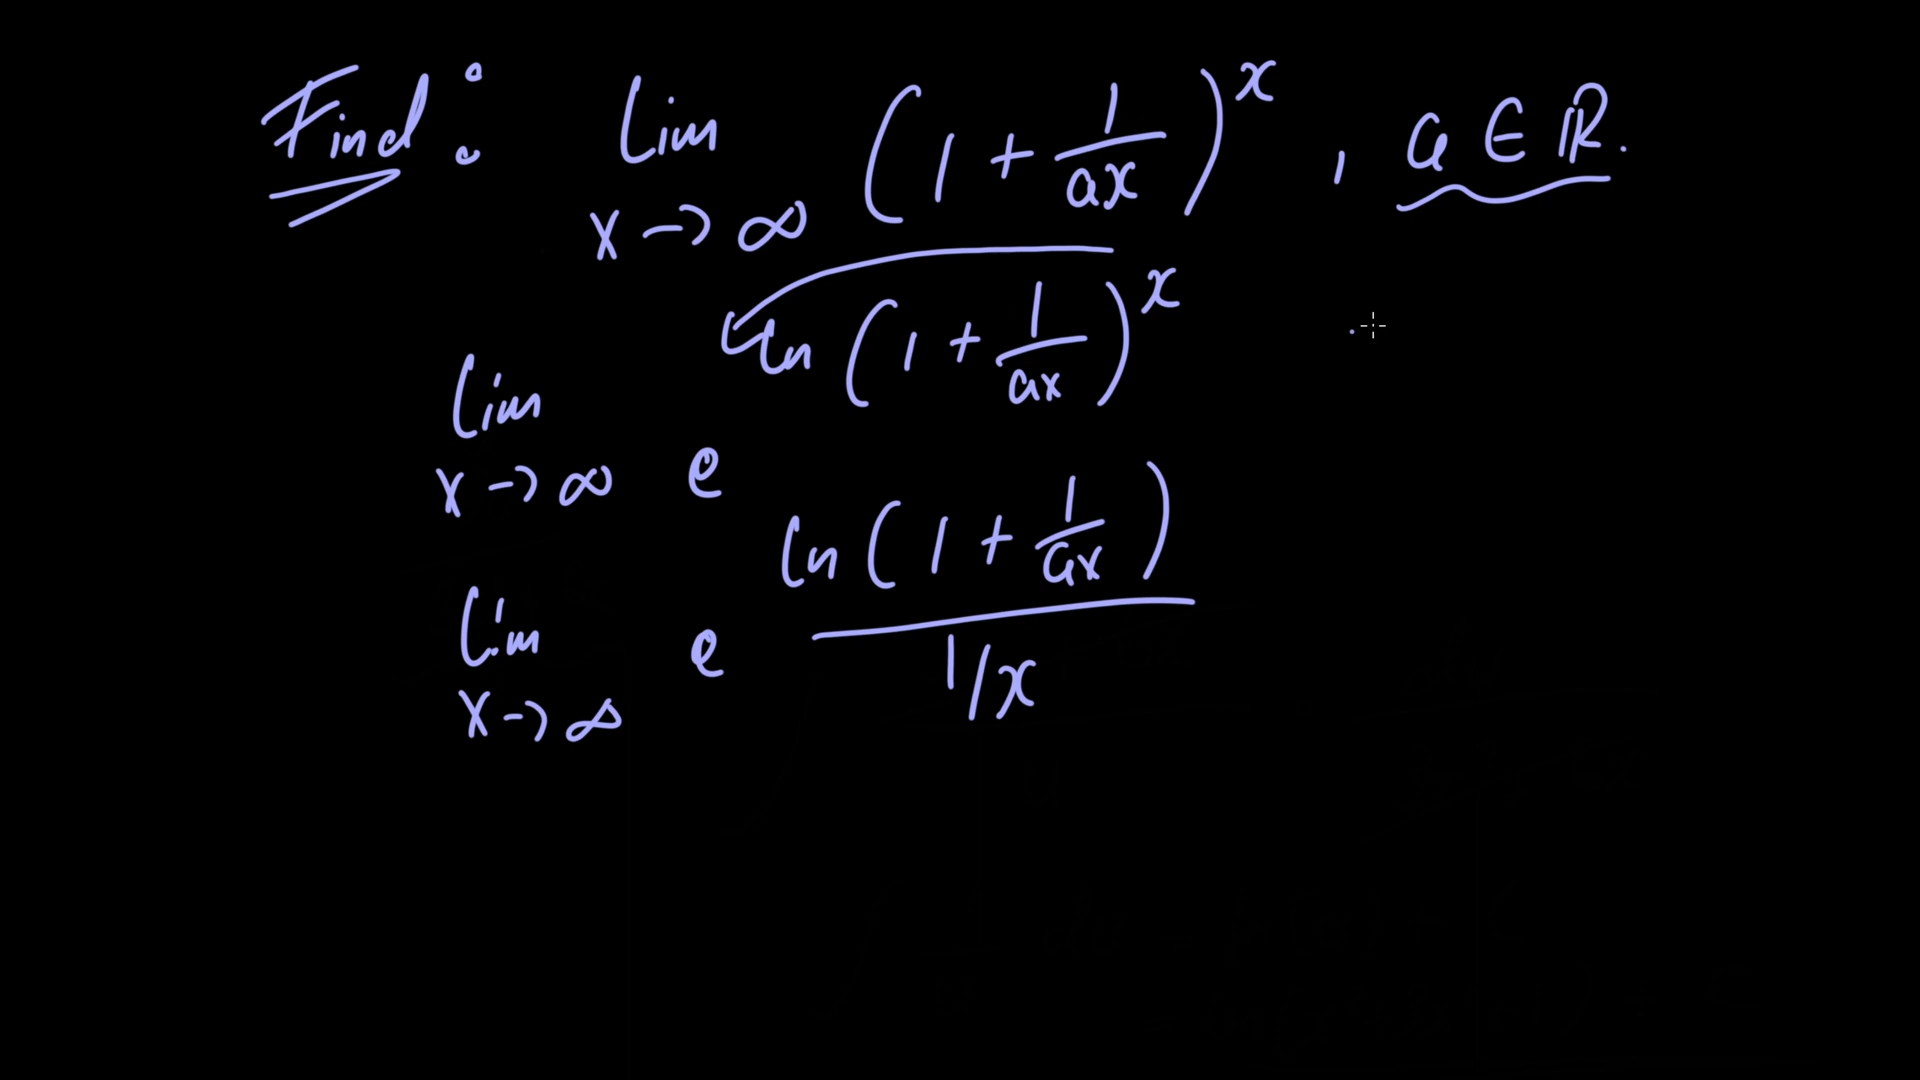 Find: lim x→∞ (1 + 1/ax)^x , a ∈ ℝ.
lim x→∞ e^(ln (1 + 1/ax)^x)
lim x→∞ e^(ln (1 + 1/ax) / (1/x))